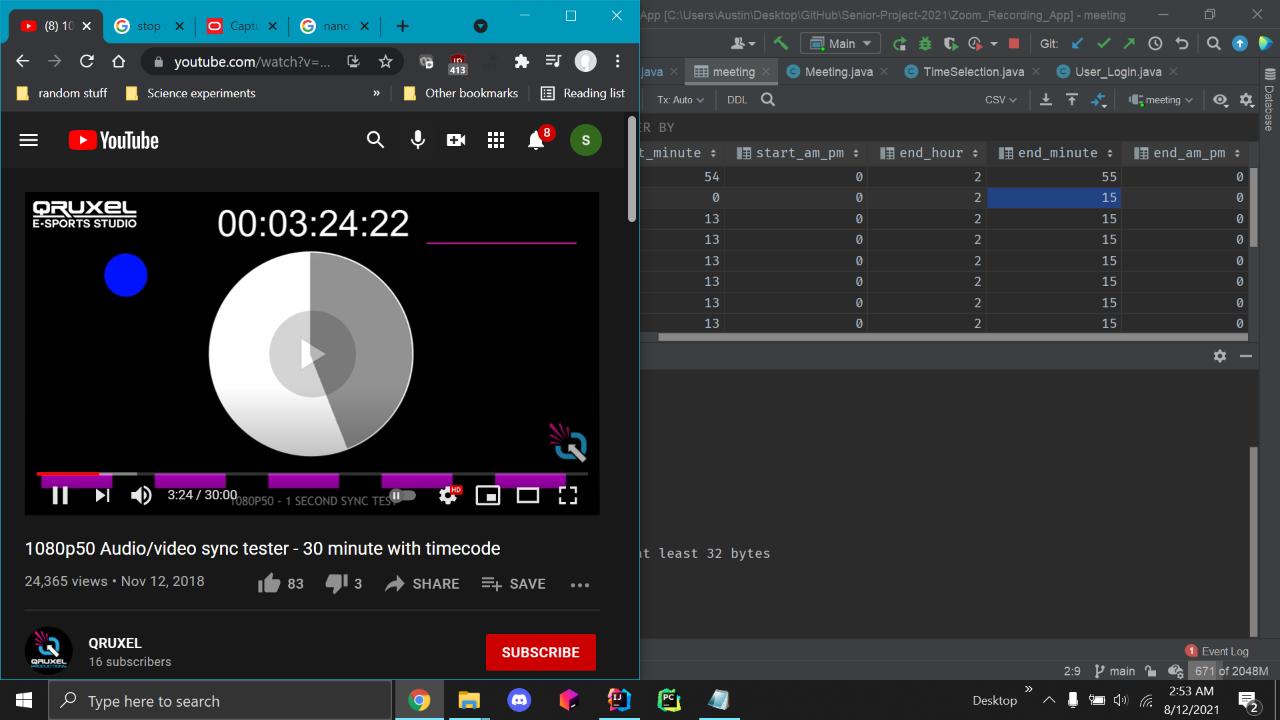 (8) 10
stop
Captu
nano
App [C:\Users\Austin\Desktop\GitHub\Senior-Project-2021\Zoom_Recording_App] - meeting
youtube.com/watch?v=...
413
Main
Git:
random stuff
Science experiments
»
Other bookmarks
Reading list
java
meeting
Meeting.java
TimeSelection.java
User_Login.java
Tx: Auto
DDL
CSV
meeting
Database
YouTube
8
S
ER BY
t_minute start_am_pm end_hour end_minute end_am_pm
54 0 2 55 0
0 0 2 15 0
13 0 2 15 0
13 0 2 15 0
13 0 2 15 0
13 0 2 15 0
13 0 2 15 0
13 0 2 15 0
QRUXEL
E-SPORTS STUDIO
00:03:24:22
3:24 / 30:00
HD
1080P50 - 1 SECOND SYNC TEST
1080p50 Audio/video sync tester - 30 minute with timecode
24,365 views • Nov 12, 2018
83
3
SHARE
SAVE
QRUXEL
PRODUCTIONS
QRUXEL
16 subscribers
SUBSCRIBE
at least 32 bytes
1 Event Log
2:9
main
671 of 2048M
Type here to search
PC
Desktop
»
2:53 AM
8/12/2021
2